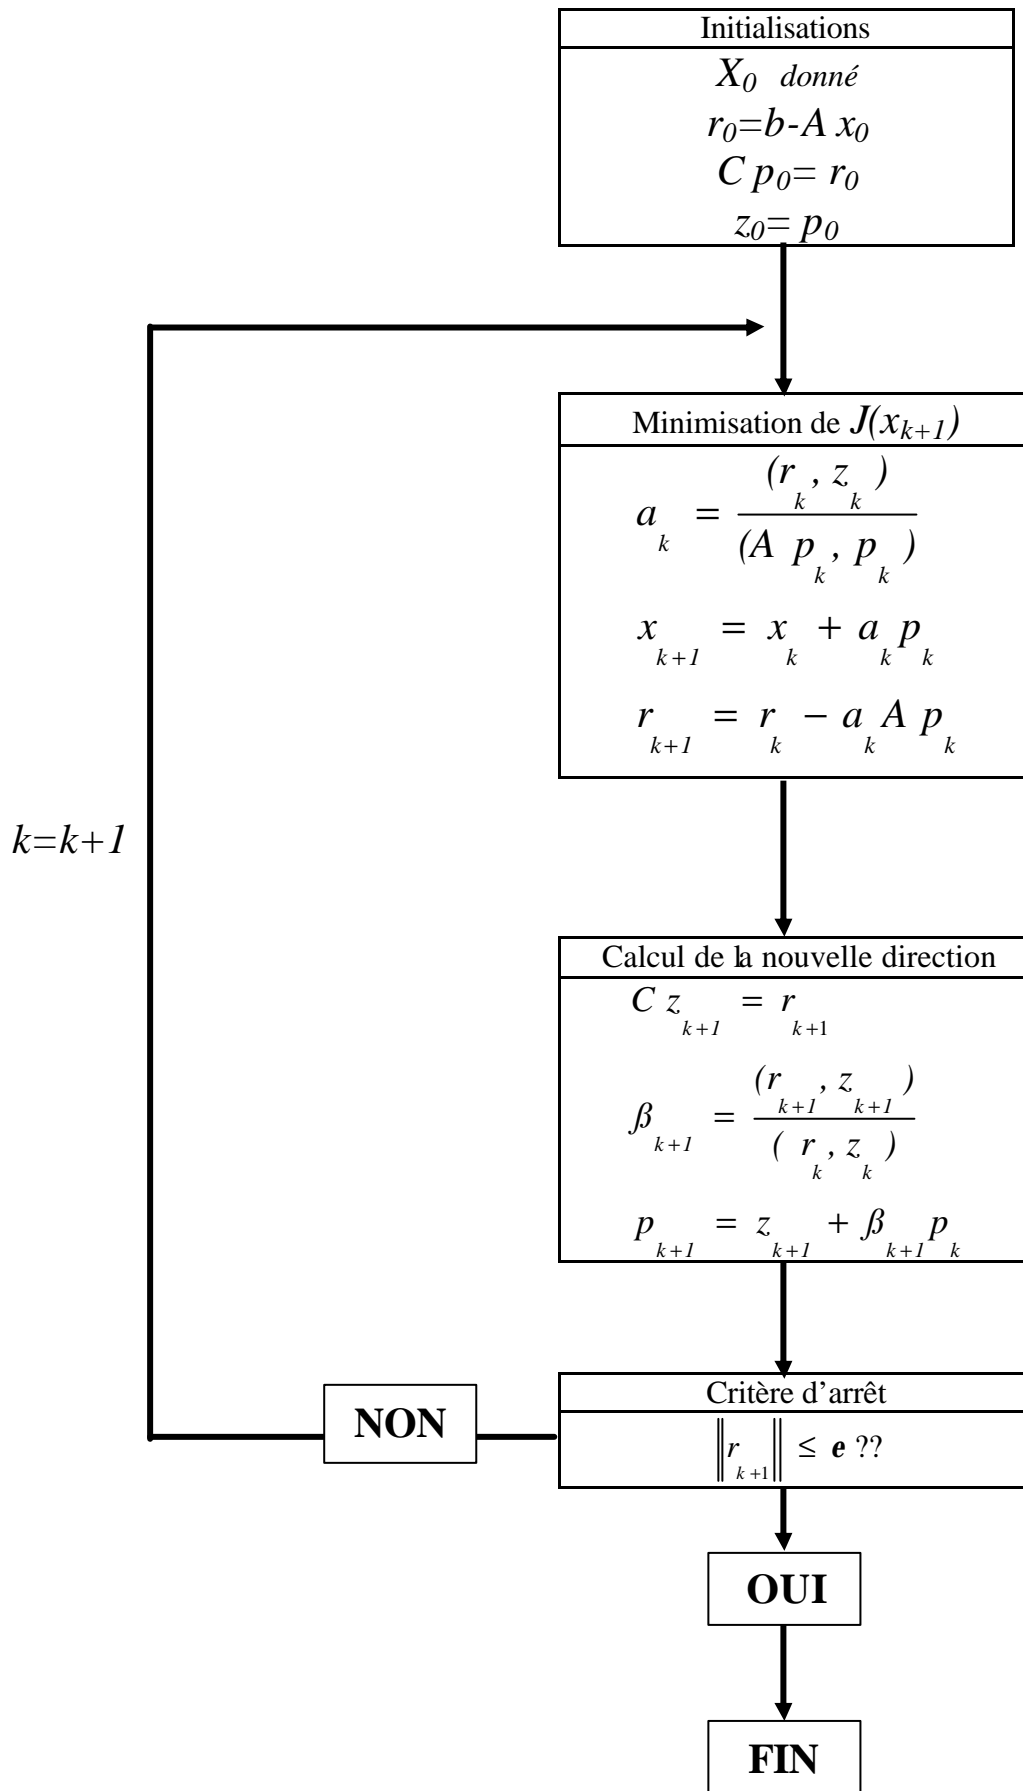 Initialisations
X₀ donné
r₀=b-A x₀
C p₀= r₀
z₀= p₀
Minimisation de J(xₖ₊₁)
aₖ = (rₖ, zₖ) / (A pₖ, pₖ)
xₖ₊₁ = xₖ + aₖ pₖ
rₖ₊₁ = rₖ − aₖ A pₖ
k=k+1
Calcul de la nouvelle direction
C zₖ₊₁ = rₖ₊₁
ßₖ₊₁ = (rₖ₊₁, zₖ₊₁) / ( rₖ, zₖ )
pₖ₊₁ = zₖ₊₁ + ßₖ₊₁ pₖ
Critère d'arrêt
NON
‖rₖ₊₁‖ ≤ e ??
OUI
FIN